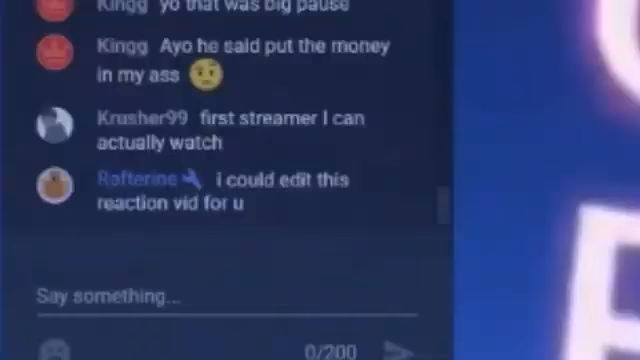 Kingg yo that was big pause
Kingg Ayo he said put the money
in my ass 🤨
Krusher99 first streamer I can
actually watch
Rafterine i could edit this
reaction vid for u
Say something...
0/200